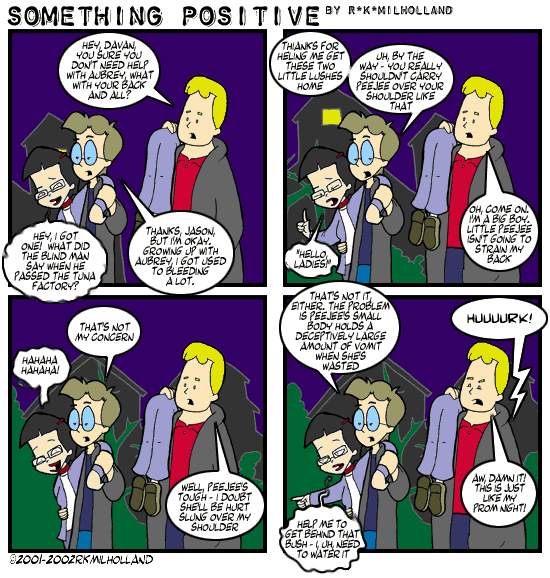 SOMETHING POSITIVE BY R*K*MILHOLLAND
HEY, DAVAN,
YOU SURE YOU
DON'T NEED HELP
WITH AUBREY, WHAT
WITH YOUR BACK
AND ALL?
HEY, I GOT
ONE! WHAT DID
THE BLIND MAN
SAY WHEN HE
PASSED THE TUNA
FACTORY?
THANKS, JASON,
BUT I'M OKAY.
GROWING UP WITH
AUBREY, I GOT USED
TO BLEEDING
A LOT.
THIANKS FOR
HELING ME GET
THESE TWO
LITTLE LUSHES
HOME
UH, BY THE
WAY - YOU REALLY
SHOULDN'T CARRY
PEEJEE OVER YOUR
SHOULDER LIKE
THAT
"HELLO,
LADIES!"
OH, COME ON.
I'M A BIG BOY.
LITTLE PEEJEE
ISN'T GOING TO
STRAIN MY
BACK
THAT'S NOT
MY CONCERN
HAHAHA
HAHAHA!
WELL, PEEJEE'S
TOUGH - I DOUBT
SHE'LL BE HURT
SLUNG OVER MY
SHOULDER
THAT'S NOT IT,
EITHER. THE PROBLEM
IS PEEJEE'S SMALL
BODY HOLDS A
DECEPTIVELY LARGE
AMOUNT OF VOMIT
WHEN SHE'S
WASTED
HUUUURK!
AW, DAMN IT!
THIS IS JUST
LIKE MY
PROM NIGHT!
HELP ME TO
GET BEHIND THAT
BUSH - I, UH, NEED
TO WATER IT
©2001-2002RKMILHOLLAND